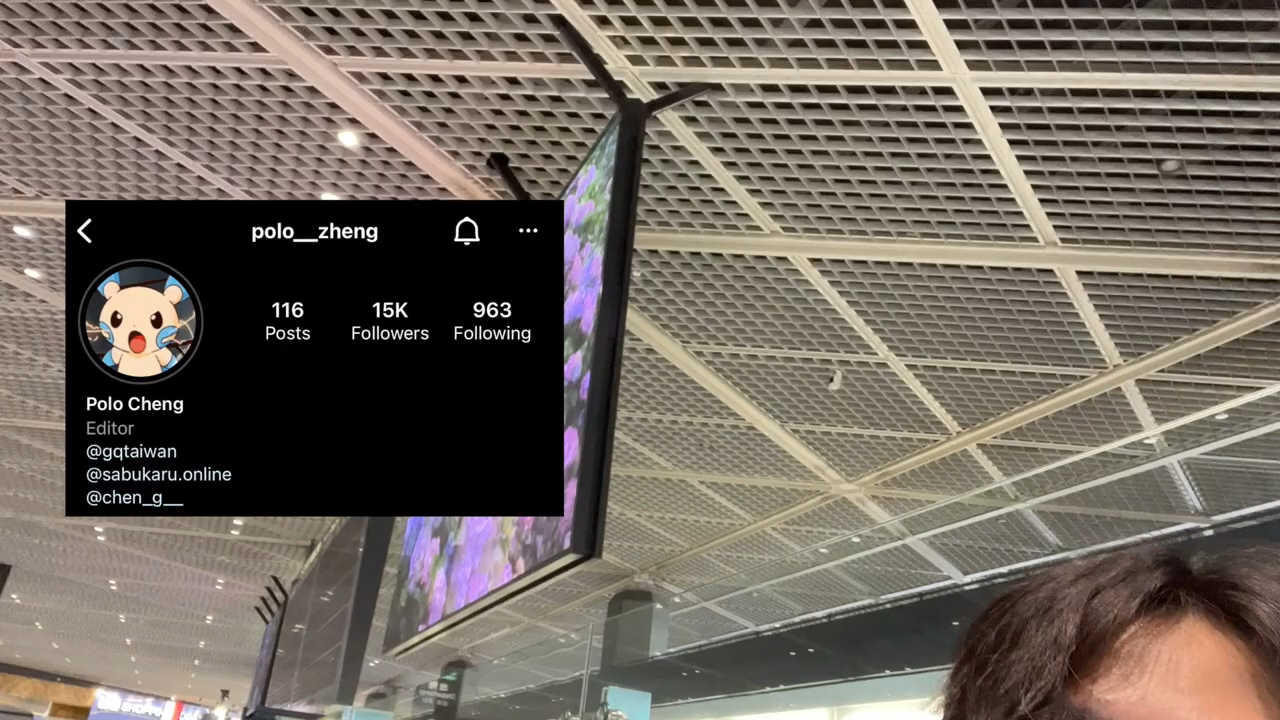 polo__zheng
116
15K
963
Posts
Followers
Following
Polo Cheng
Editor
@gqtaiwan
@sabukaru.online
@chen_g__